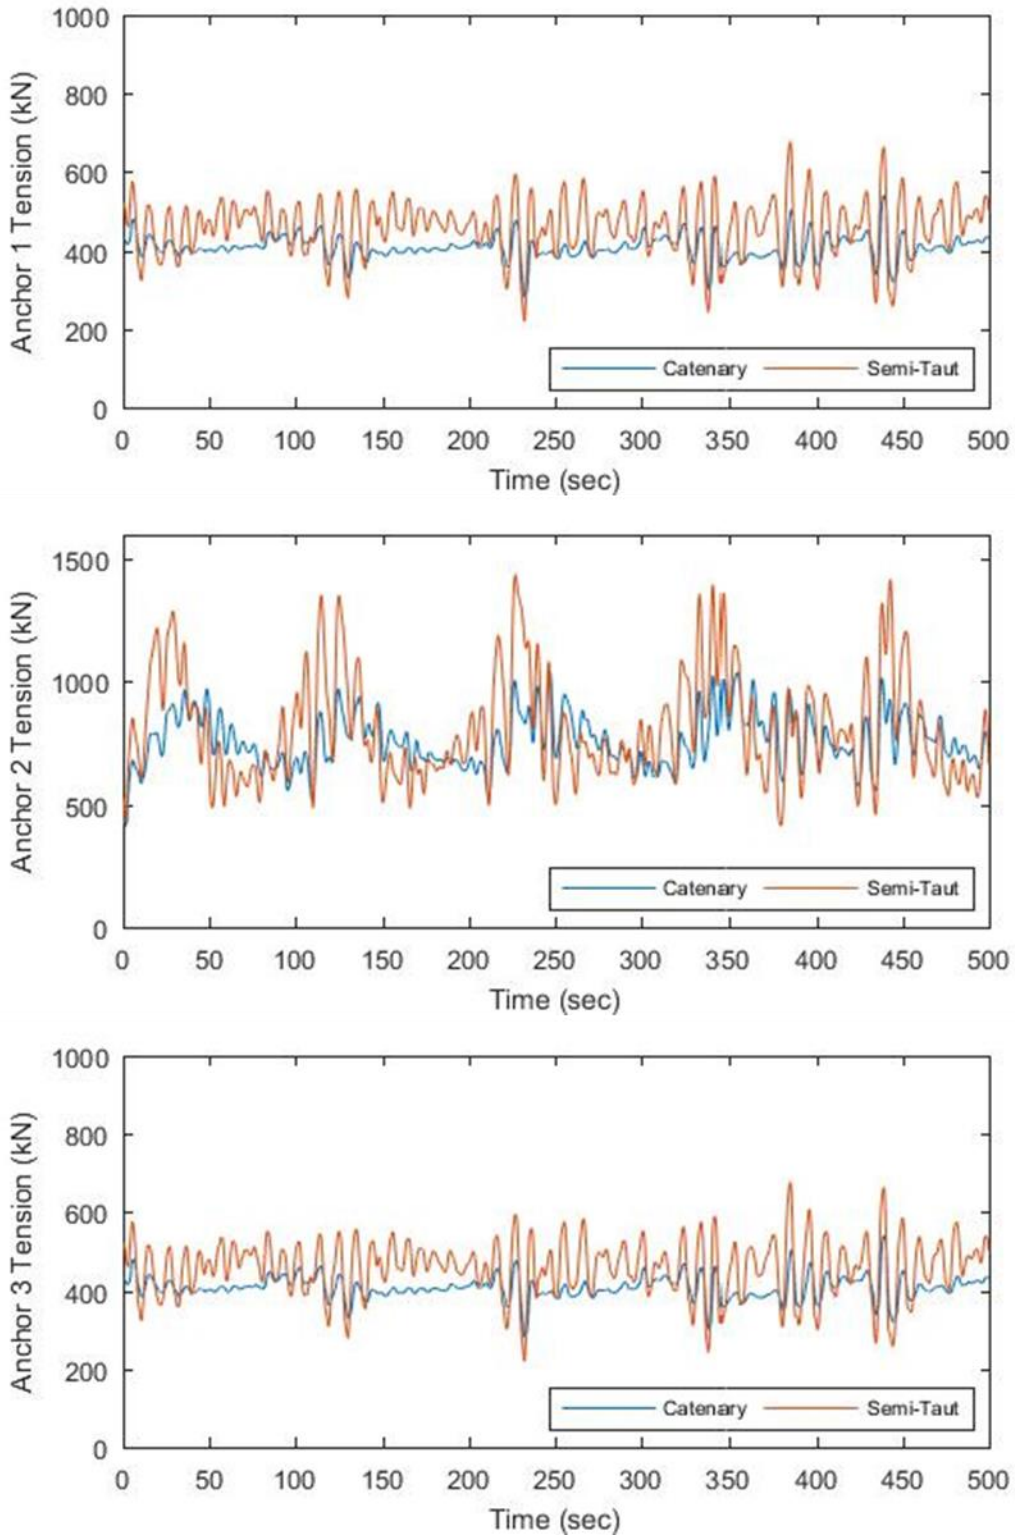 1000
800
600
400
200
0
Anchor 1 Tension (kN)
Catenary Semi-Taut
0 50 100 150 200 250 300 350 400 450 500
Time (sec)
1500
1000
500
0
Anchor 2 Tension (kN)
Catenary Semi-Taut
0 50 100 150 200 250 300 350 400 450 500
Time (sec)
1000
800
600
400
200
0
Anchor 3 Tension (kN)
Catenary Semi-Taut
0 50 100 150 200 250 300 350 400 450 500
Time (sec)